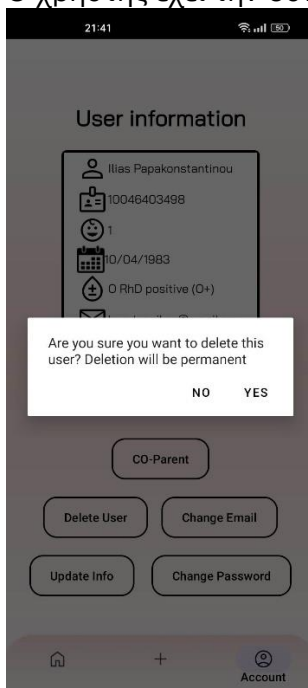 21:41
50
User information
Ilias Papakonstantinou
10046403498
1
10/04/1983
O RhD positive (O+)
Are you sure you want to delete this
user? Deletion will be permanent
NO YES
CO-Parent
Delete User Change Email
Update Info Change Password
Account